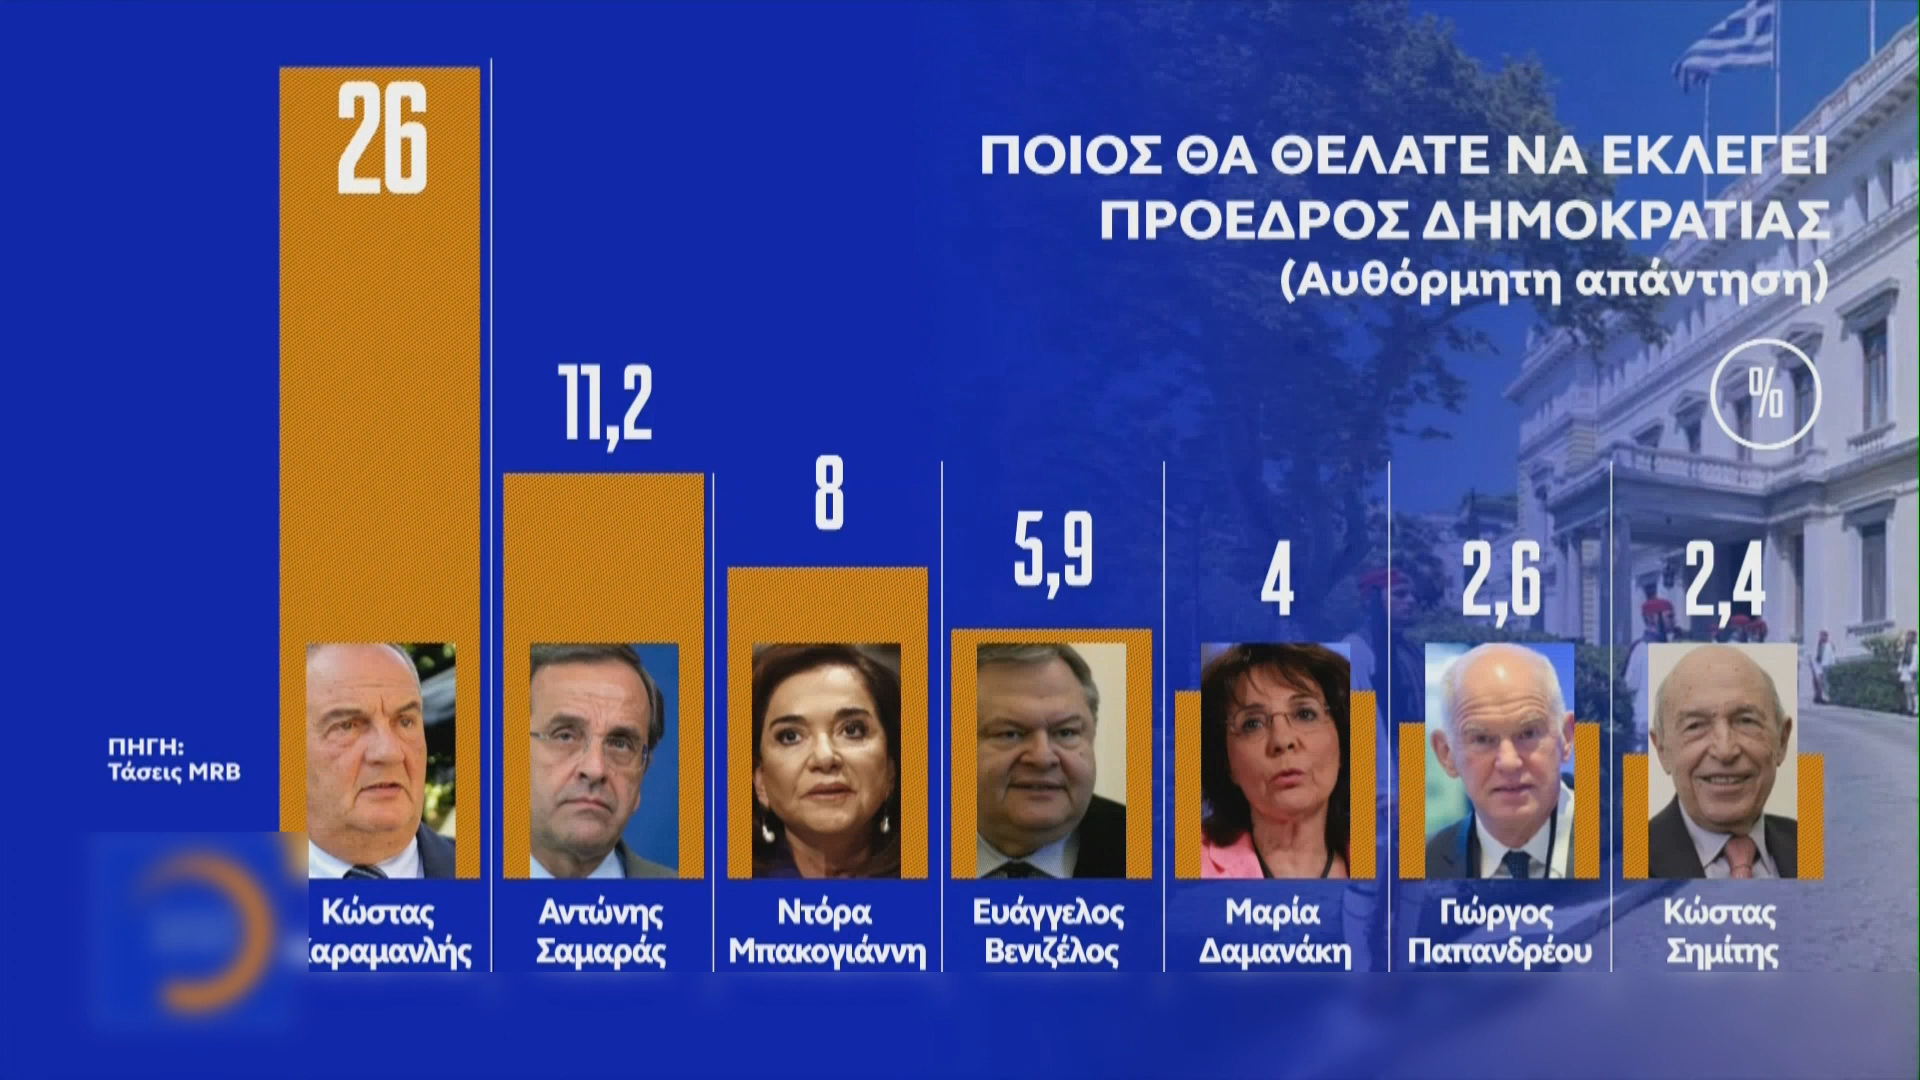 26
ΠΟΙΟΣ ΘΑ ΘΕΛΑΤΕ ΝΑ ΕΚΛΕΓΕΙ
ΠΡΟΕΔΡΟΣ ΔΗΜΟΚΡΑΤΙΑΣ
(Αυθόρμητη απάντηση)
%
11,2
8
5,9
4
2,6
2,4
ΠΗΓΗ:
Τάσεις MRB
Κώστας
αραμανλής
Αντώνης
Σαμαράς
Ντόρα
Μπακογιάννη
Ευάγγελος
Βενιζέλος
Μαρία
Δαμανάκη
Γιώργος
Παπανδρέου
Κώστας
Σημίτης